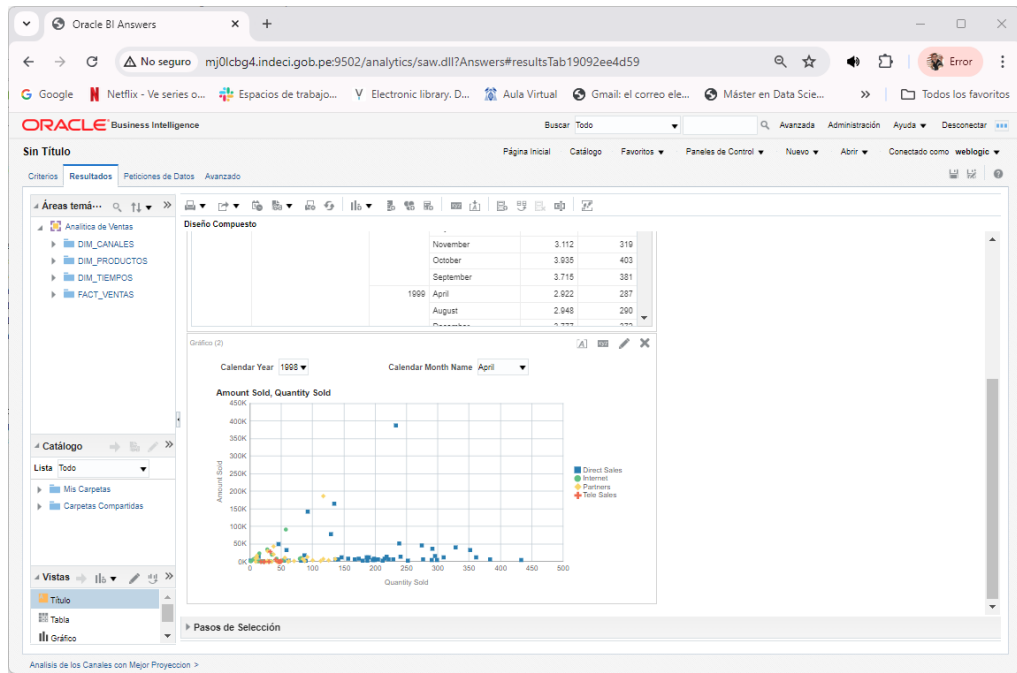 Oracle BI Answers
No seguro mj0lcbg4.indeci.gob.pe:9502/analytics/saw.dll?Answers#resultsTab19092ee4d59 Error
Google Netflix - Ve series o... Espacios de trabajo... Electronic library. D... Aula Virtual Gmail: el correo ele... Máster en Data Scie... » Todos los favoritos
ORACLE Business Intelligence Buscar Todo Avanzada Administración Ayuda Desconectar
Sin Título Página Inicial Catálogo Favoritos Paneles de Control Nuevo Abrir Conectado como weblogic
Criterios Resultados Peticiones de Datos Avanzado
Áreas temá···
Diseño Compuesto
Analitica de Ventas
DIM_CANALES
DIM_PRODUCTOS
DIM_TIEMPOS
FACT_VENTAS
November 3.112 319
October 3.935 403
September 3.715 381
1999 April 2.922 287
August 2.948 290
Gráfico (2)
Calendar Year 1998 Calendar Month Name April
Amount Sold, Quantity Sold
450K
400K
350K
300K
250K
200K
150K
100K
50K
0K
Amount Sold
0 50 100 150 200 250 300 350 400 450 500
Quantity Sold
Direct Sales
Internet
Partners
Tele Sales
Catálogo
Lista Todo
Mis Carpetas
Carpetas Compartidas
Vistas
Título
Tabla
Gráfico
Pasos de Selección
Analisis de los Canales con Mejor Proyeccion >